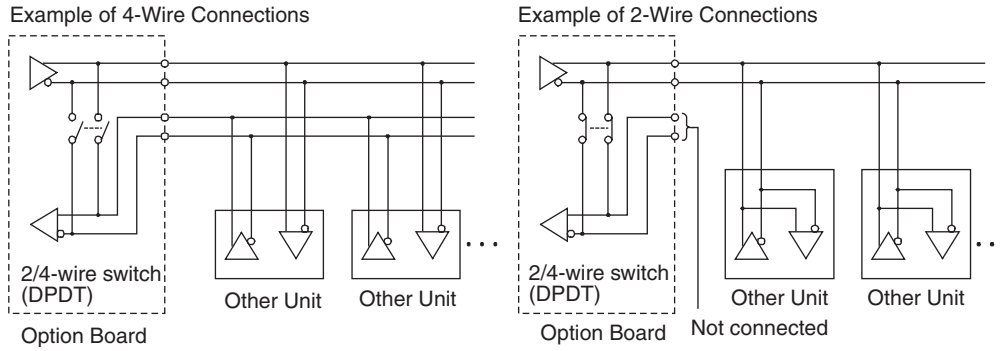 Example of 4-Wire Connections
2/4-wire switch
(DPDT)
Option Board
Other Unit
Other Unit
Example of 2-Wire Connections
2/4-wire switch
(DPDT)
Option Board
Not connected
Other Unit
Other Unit